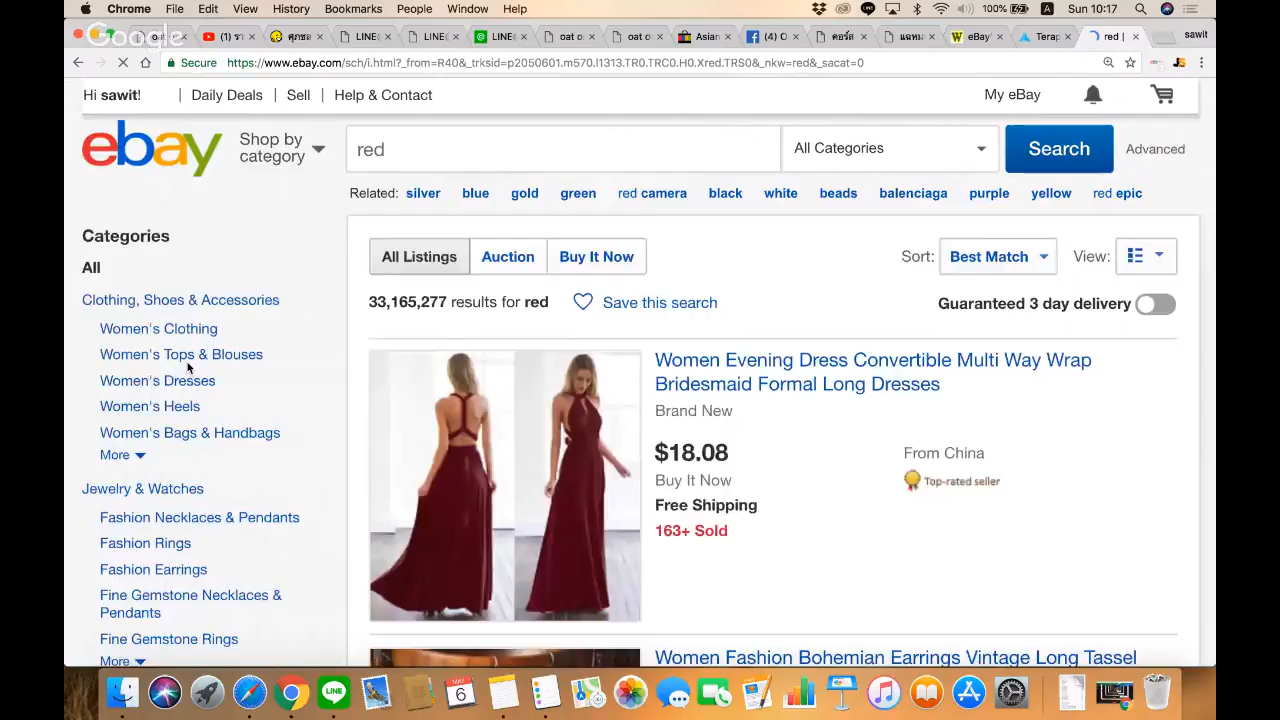 Chrome File Edit View History Bookmarks People Window Help 100% A Sun 10:17
Google
oat o LINE LINE LINE oat o oat o Asian (4) eBay Terap red | sawit
Secure https://www.ebay.com/sch/i.html?_from=R40&_trksid=p2050601.m570.l1313.TR0.TRC0.H0.Xred.TRS0&_nkw=red&_sacat=0
Hi sawit! | Daily Deals | Sell | Help & Contact My eBay
ebay Shop by category red All Categories Search Advanced
Related: silver blue gold green red camera black white beads balenciaga purple yellow red epic
Categories
All
Clothing, Shoes & Accessories
Women's Clothing
Women's Tops & Blouses
Women's Dresses
Women's Heels
Women's Bags & Handbags
More
Jewelry & Watches
Fashion Necklaces & Pendants
Fashion Rings
Fashion Earrings
Fine Gemstone Necklaces &
Pendants
Fine Gemstone Rings
More
All Listings Auction Buy It Now Sort: Best Match View:
33,165,277 results for red Save this search Guaranteed 3 day delivery
Women Evening Dress Convertible Multi Way Wrap
Bridesmaid Formal Long Dresses
Brand New
$18.08 From China
Buy It Now Top-rated seller
Free Shipping
163+ Sold
Women Fashion Bohemian Earrings Vintage Long Tassel
MAY
6